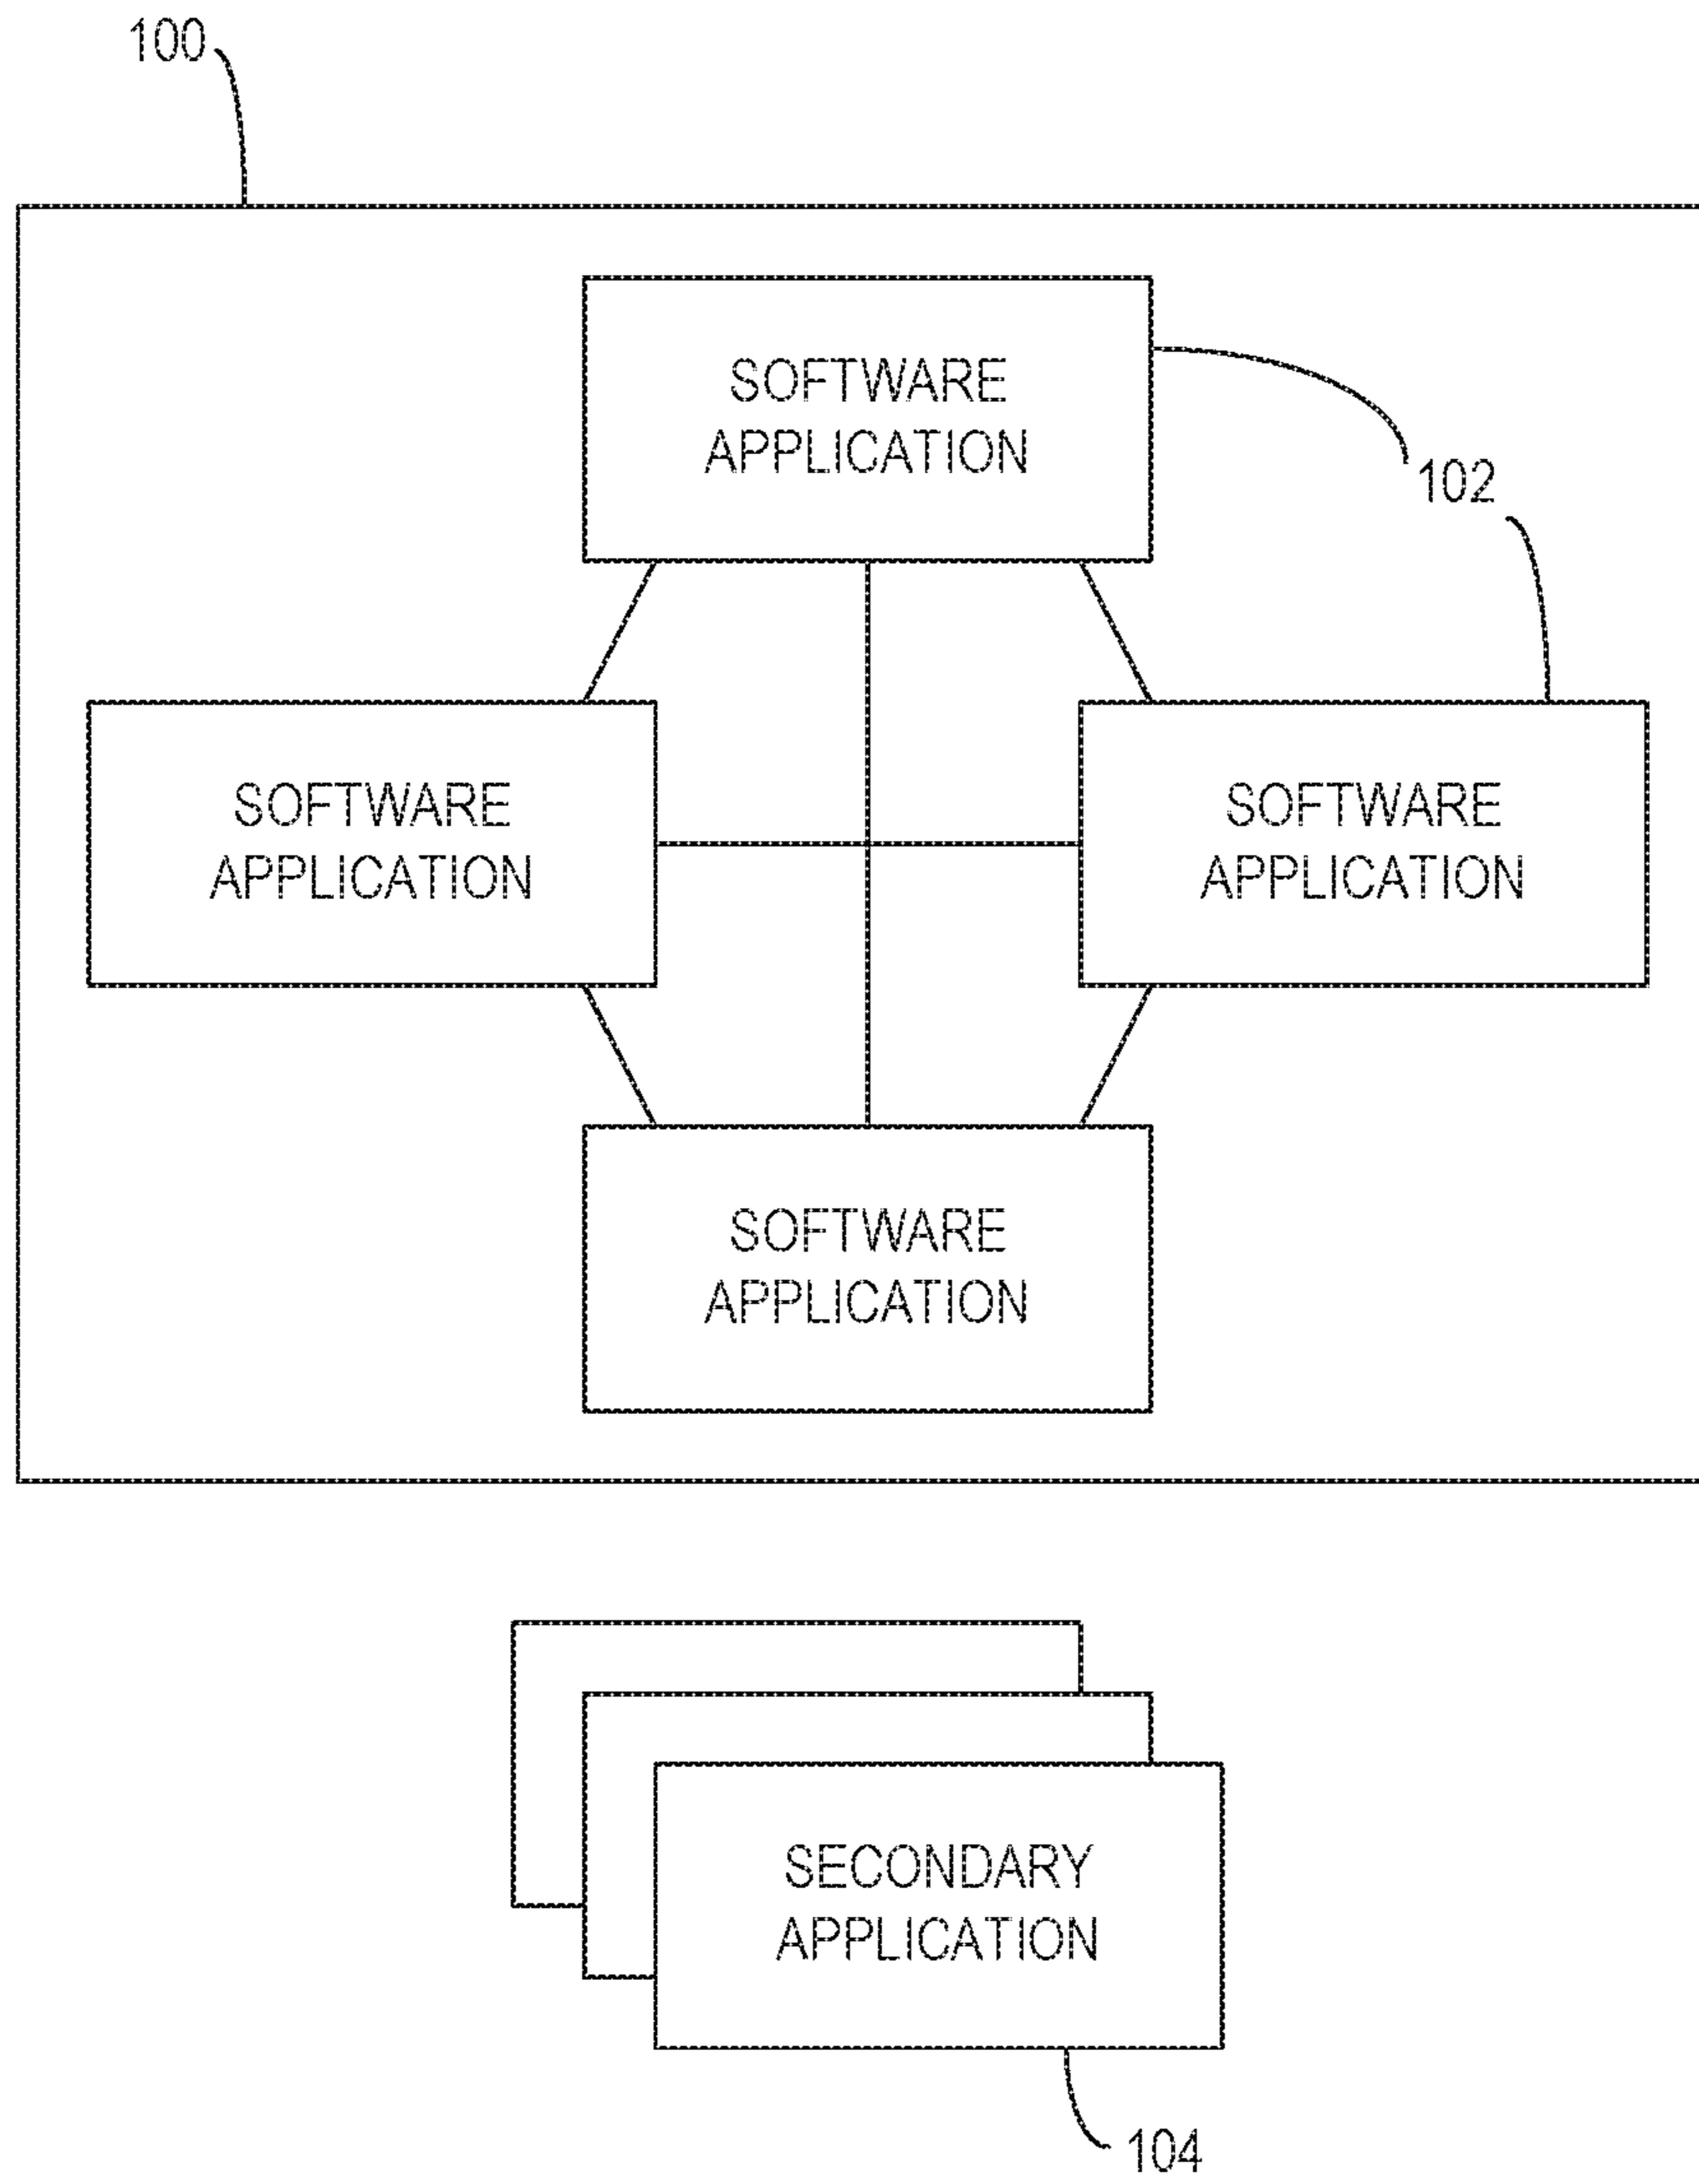 100
SOFTWARE
APPLICATION
102
SOFTWARE
APPLICATION
SOFTWARE
APPLICATION
SOFTWARE
APPLICATION
SECONDARY
APPLICATION
104